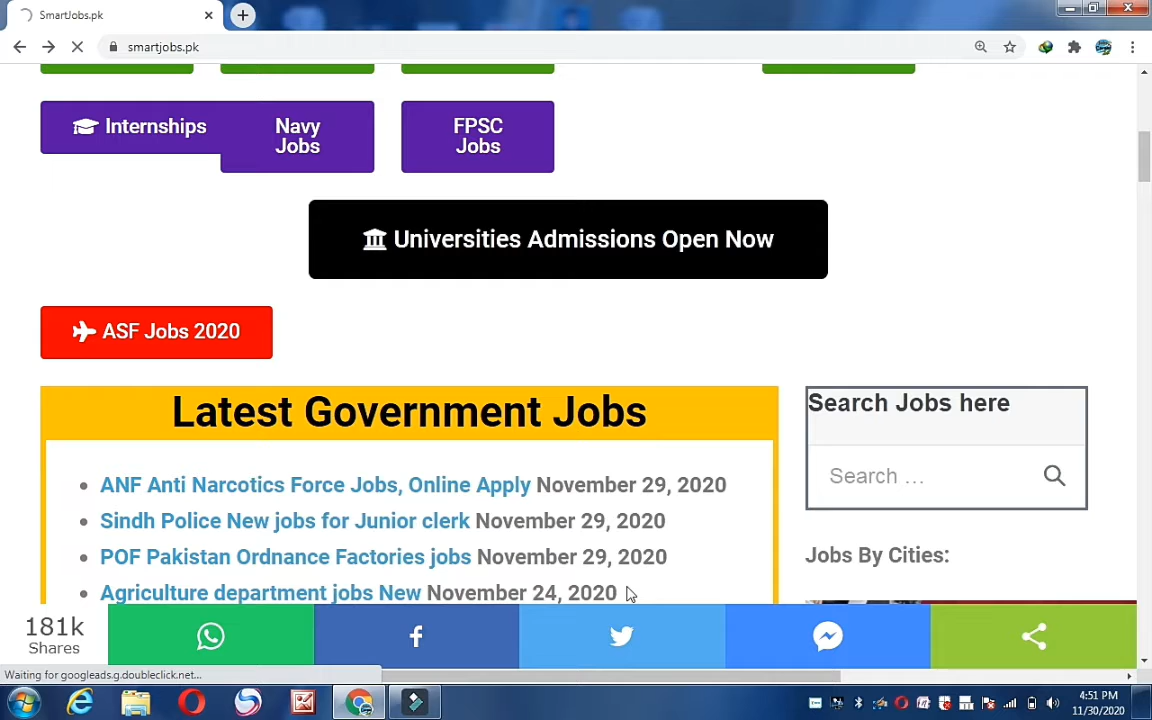 SmartJobs.pk
smartjobs.pk
Internships
Navy
Jobs
FPSC
Jobs
Universities Admissions Open Now
ASF Jobs 2020
Latest Government Jobs
Search Jobs here
ANF Anti Narcotics Force Jobs, Online Apply November 29, 2020
Search ...
Sindh Police New jobs for Junior clerk November 29, 2020
POF Pakistan Ordnance Factories jobs November 29, 2020
Jobs By Cities:
Agriculture department jobs New November 24, 2020
181k
Shares
Waiting for googleads.g.doubleclick.net...
4:51 PM
11/30/2020